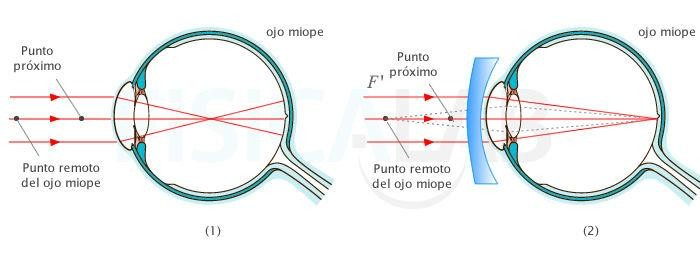 ojo miope
Punto
próximo
Punto remoto
del ojo miope
(1)
ojo miope
Punto
próximo
F'
Punto remoto
del ojo miope
(2)
FISICALAB